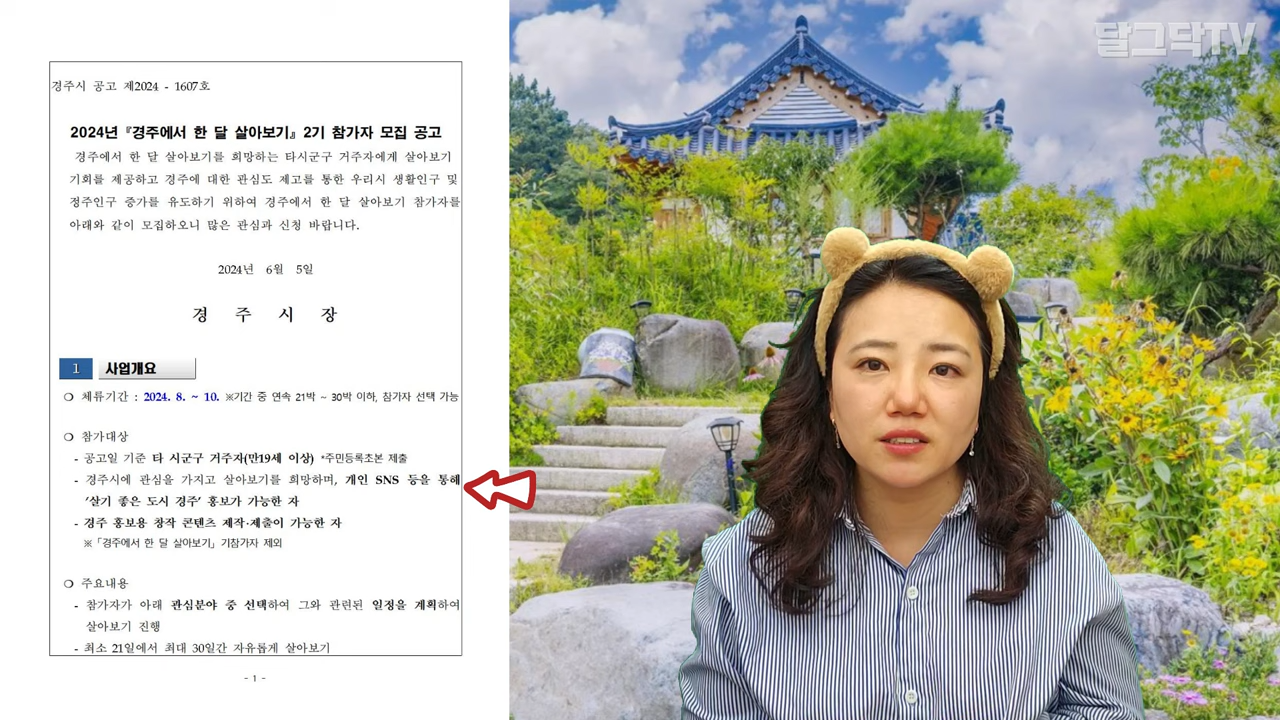 달그닥TV
경주시 공고 제2024 - 1607호
2024년 『경주에서 한 달 살아보기』 2기 참가자 모집 공고
경주에서 한 달 살아보기를 희망하는 타시군구 거주자에게 살아보기
기회를 제공하고 경주에 대한 관심도 제고를 통한 우리시 생활인구 및
정주인구 증가를 유도하기 위하여 경주에서 한 달 살아보기 참가자를
아래와 같이 모집하오니 많은 관심과 신청 바랍니다.
2024년 6월 5일
경 주 시 장
1 사업개요
❍ 체류기간 : 2024. 8. ~ 10. ※기간 중 연속 21박 ~ 30박 이하, 참가자 선택 가능
❍ 참가대상
- 공고일 기준 타 시군구 거주자(만19세 이상) *주민등록초본 제출
- 경주시에 관심을 가지고 살아보기를 희망하며, 개인 SNS 등을 통해
'살기 좋은 도시 경주' 홍보가 가능한 자
- 경주 홍보용 창작 콘텐츠 제작·제출이 가능한 자
※「경주에서 한 달 살아보기」 기참가자 제외
❍ 주요내용
- 참가자가 아래 관심분야 중 선택하여 그와 관련된 일정을 계획하여
살아보기 진행
- 최소 21일에서 최대 30일간 자유롭게 살아보기
- 1 -